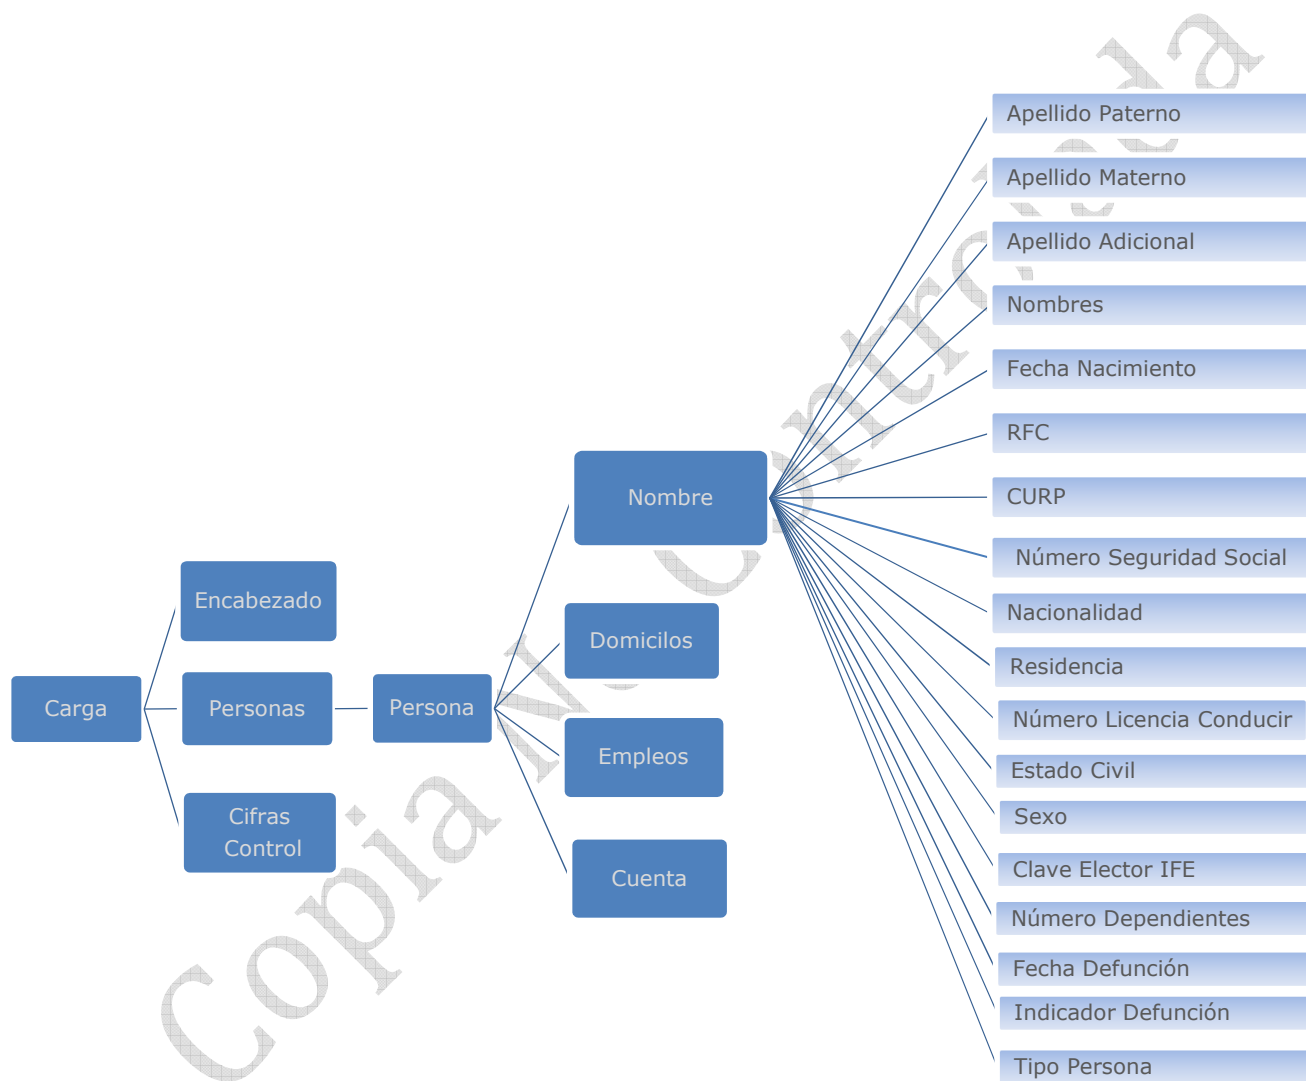 Carga
Encabezado
Personas
Cifras
Control
Persona
Nombre
Domicilos
Empleos
Cuenta
Apellido Paterno
Apellido Materno
Apellido Adicional
Nombres
Fecha Nacimiento
RFC
CURP
Número Seguridad Social
Nacionalidad
Residencia
Número Licencia Conducir
Estado Civil
Sexo
Clave Elector IFE
Número Dependientes
Fecha Defunción
Indicador Defunción
Tipo Persona
Copia No Controlada